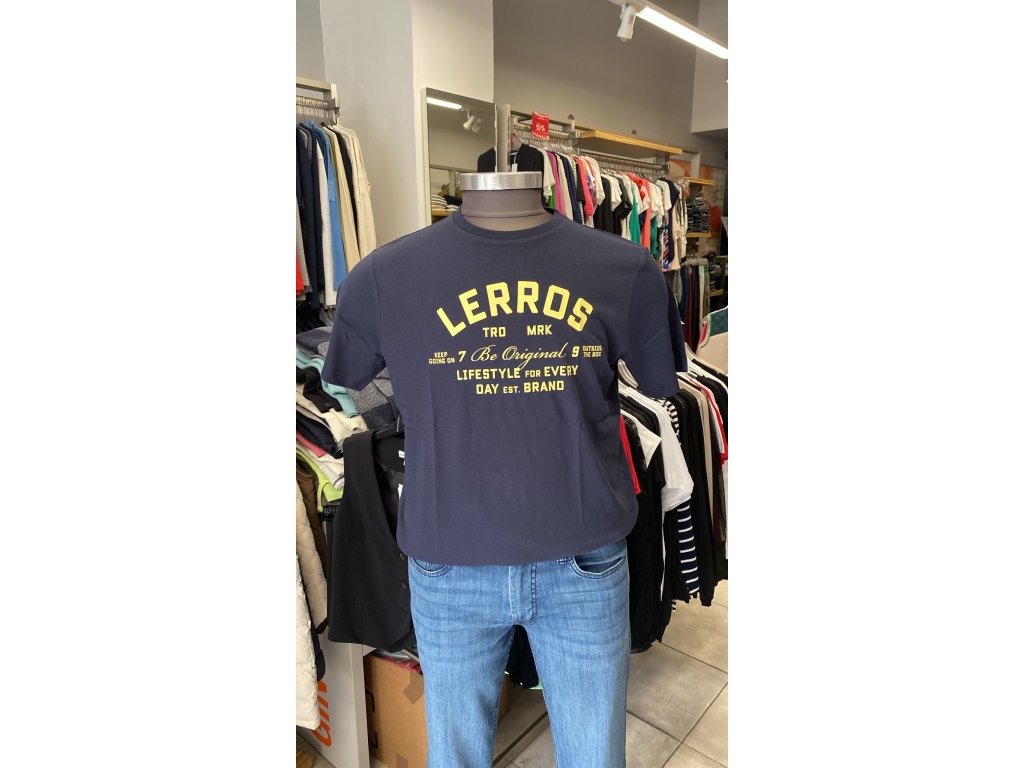 50%
LERROS
TRD MRK
KEEP GOING ON 7 Be Original 9 OUTSIDE THE BOX
LIFESTYLE FOR EVERY
DAY EST. BRAND